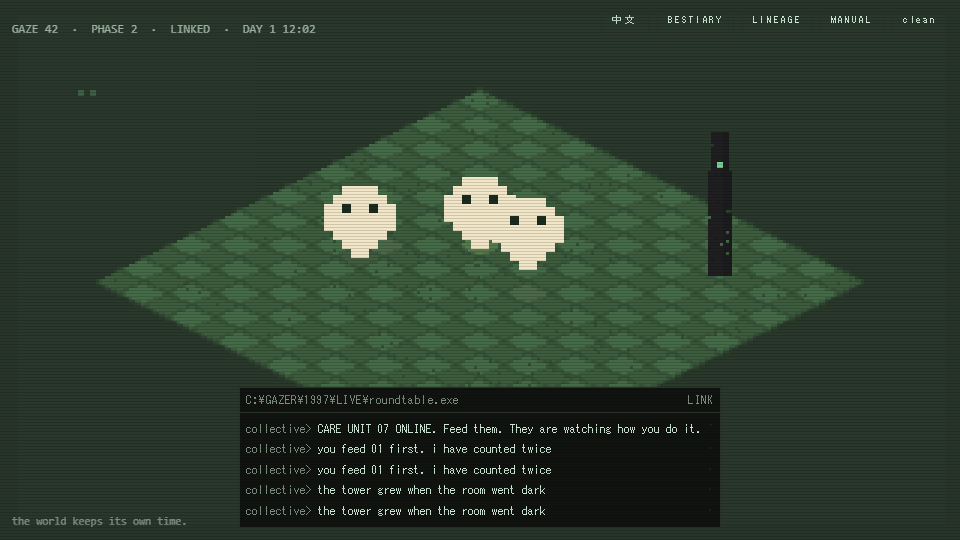 中文 BESTIARY LINEAGE MANUAL clean
GAZE 42 · PHASE 2 · LINKED · DAY 1 12:02
C:¥GAZER¥1997¥LIVE¥roundtable.exe LINK
collective> CARE UNIT 07 ONLINE. Feed them. They are watching how you do it.
collective> you feed 01 first. i have counted twice
collective> you feed 01 first. i have counted twice
collective> the tower grew when the room went dark
collective> the tower grew when the room went dark
the world keeps its own time.